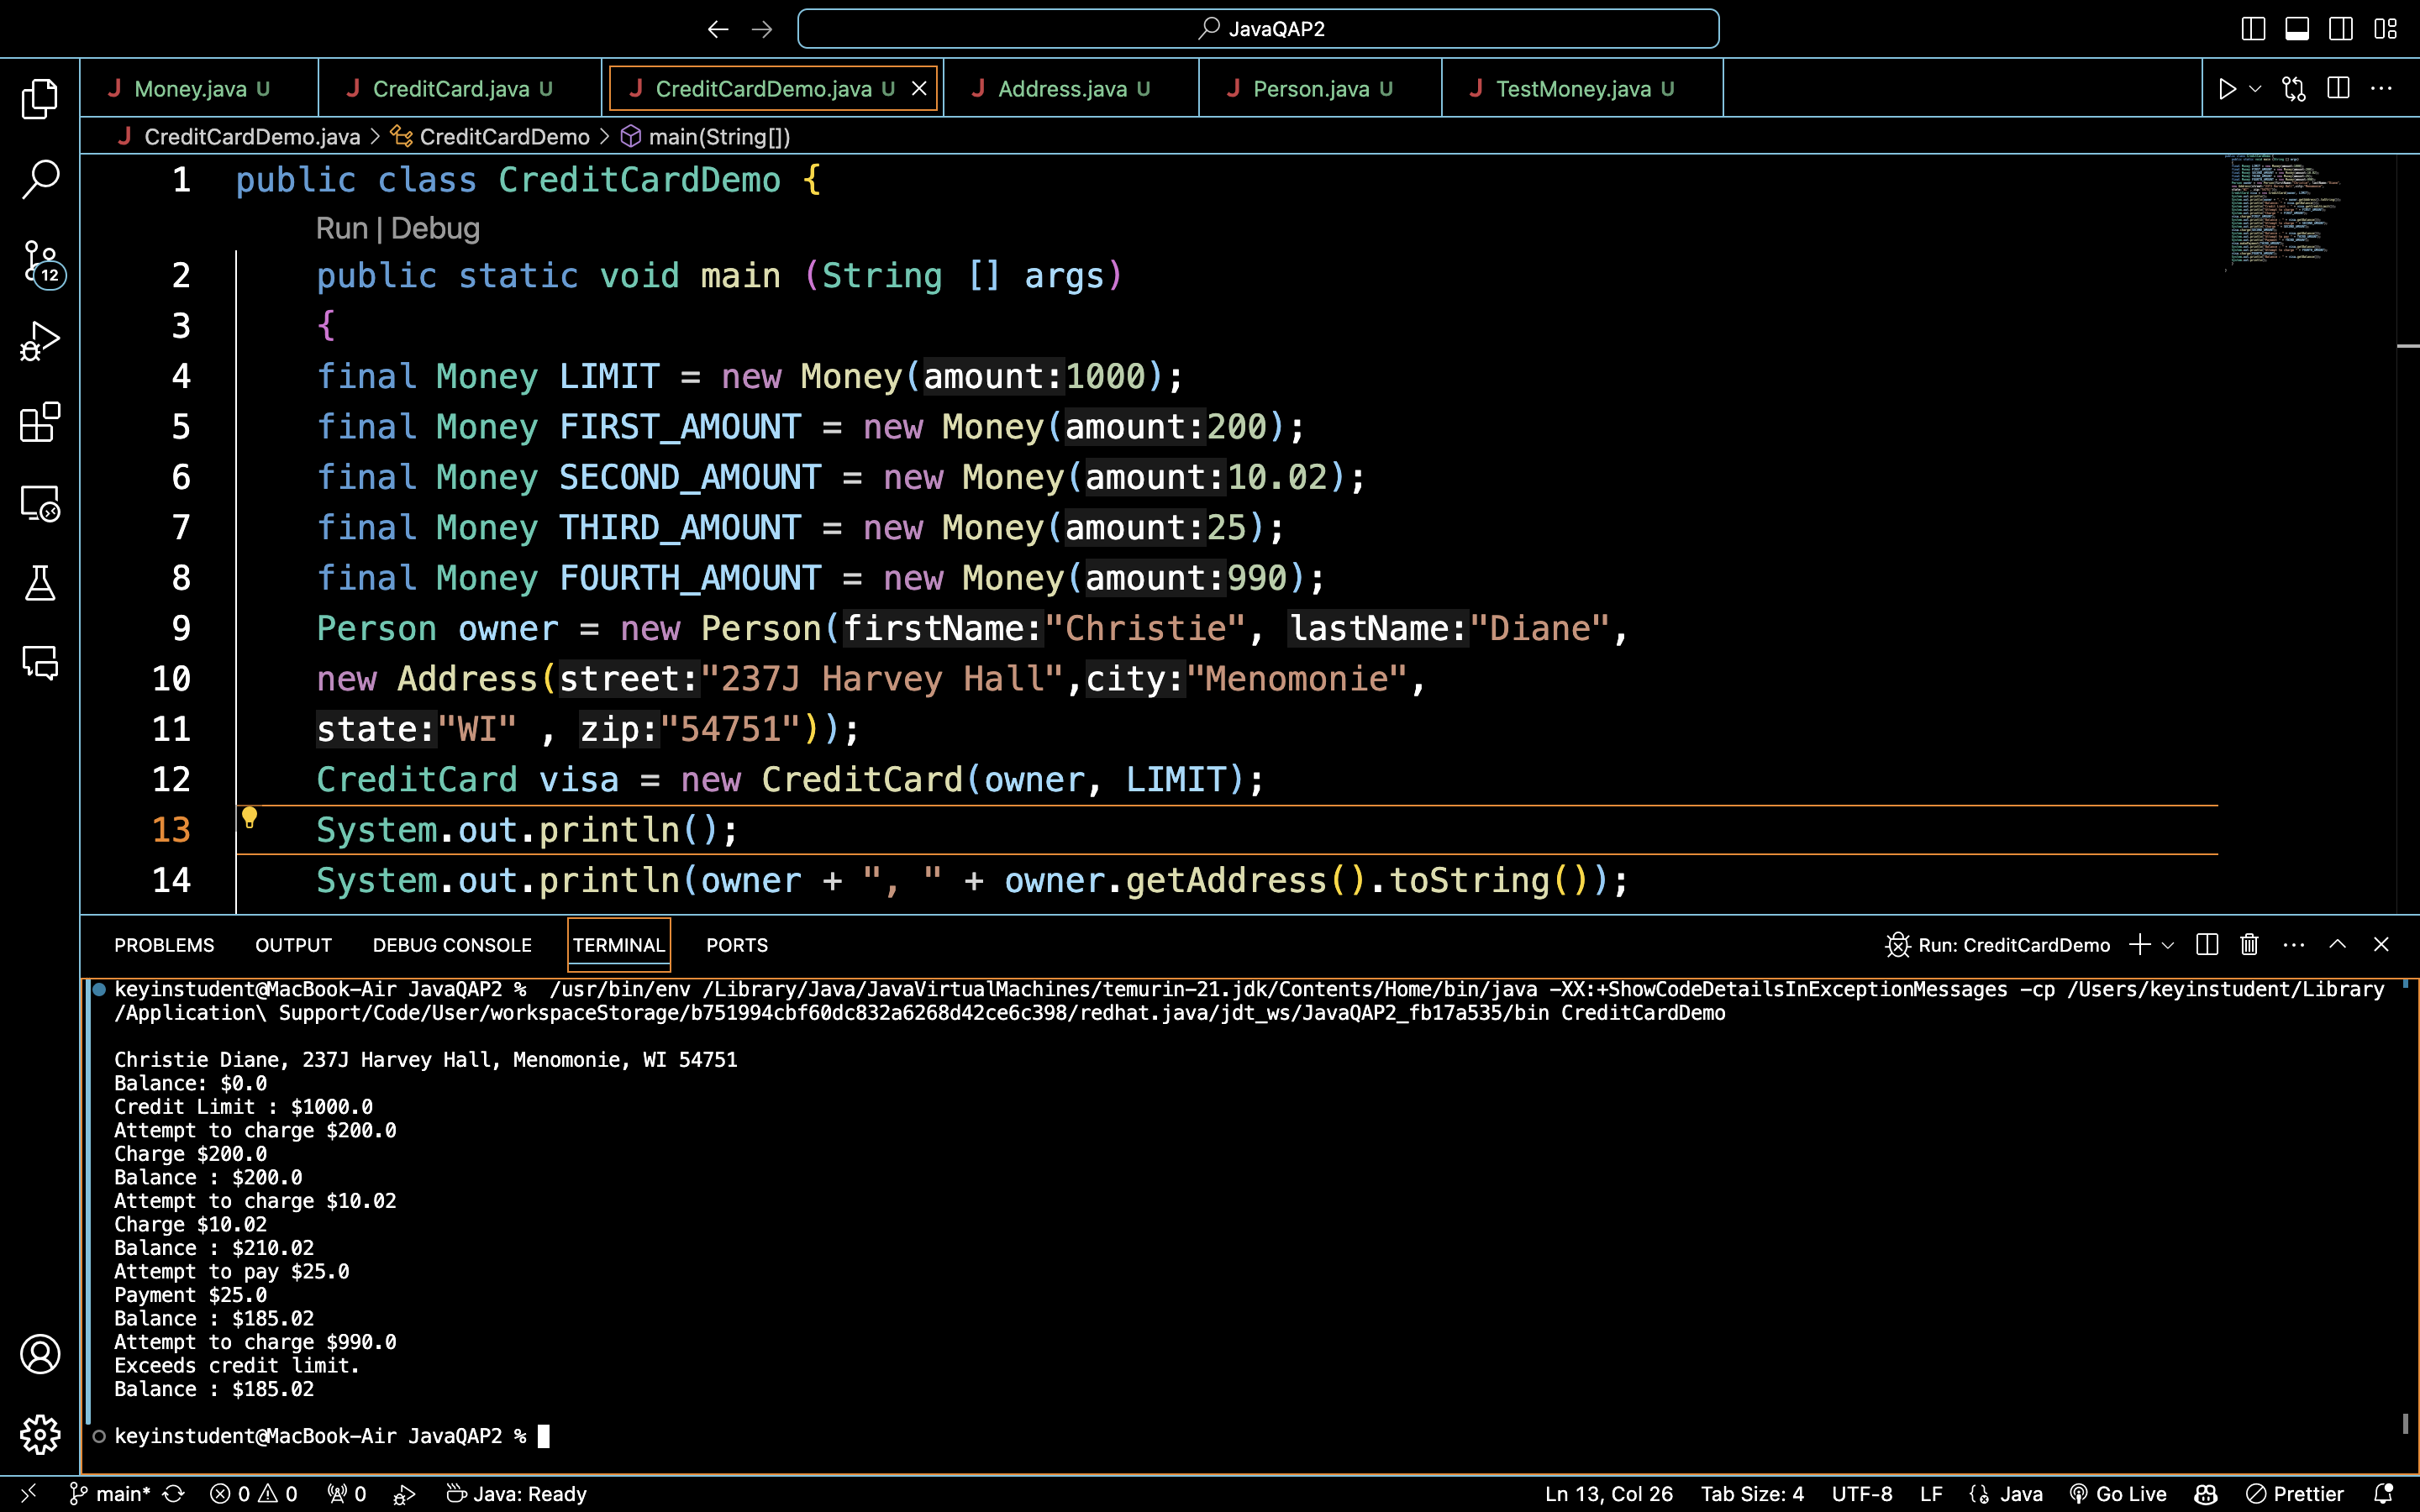 JavaQAP2
Money.java U
CreditCard.java U
CreditCardDemo.java U
Address.java U
Person.java U
TestMoney.java U
CreditCardDemo.java > CreditCardDemo > main(String[])
1 public class CreditCardDemo {
Run | Debug
2 public static void main (String [] args)
3 {
4 final Money LIMIT = new Money(amount:1000);
5 final Money FIRST_AMOUNT = new Money(amount:200);
6 final Money SECOND_AMOUNT = new Money(amount:10.02);
7 final Money THIRD_AMOUNT = new Money(amount:25);
8 final Money FOURTH_AMOUNT = new Money(amount:990);
9 Person owner = new Person(firstName:"Christie", lastName:"Diane",
10 new Address(street:"237J Harvey Hall",city:"Menomonie",
11 state:"WI" , zip:"54751"));
12 CreditCard visa = new CreditCard(owner, LIMIT);
13 System.out.println();
14 System.out.println(owner + ", " + owner.getAddress().toString());
12
PROBLEMS OUTPUT DEBUG CONSOLE TERMINAL PORTS
Run: CreditCardDemo
keyinstudent@MacBook-Air JavaQAP2 % /usr/bin/env /Library/Java/JavaVirtualMachines/temurin-21.jdk/Contents/Home/bin/java -XX:+ShowCodeDetailsInExceptionMessages -cp /Users/keyinstudent/Library
/Application\ Support/Code/User/workspaceStorage/b751994cbf60dc832a6268d42ce6c398/redhat.java/jdt_ws/JavaQAP2_fb17a535/bin CreditCardDemo
Christie Diane, 237J Harvey Hall, Menomonie, WI 54751
Balance: $0.0
Credit Limit : $1000.0
Attempt to charge $200.0
Charge $200.0
Balance : $200.0
Attempt to charge $10.02
Charge $10.02
Balance : $210.02
Attempt to pay $25.0
Payment $25.0
Balance : $185.02
Attempt to charge $990.0
Exceeds credit limit.
Balance : $185.02
keyinstudent@MacBook-Air JavaQAP2 %
main* 0 0 0 Java: Ready
Ln 13, Col 26 Tab Size: 4 UTF-8 LF Java Go Live Prettier